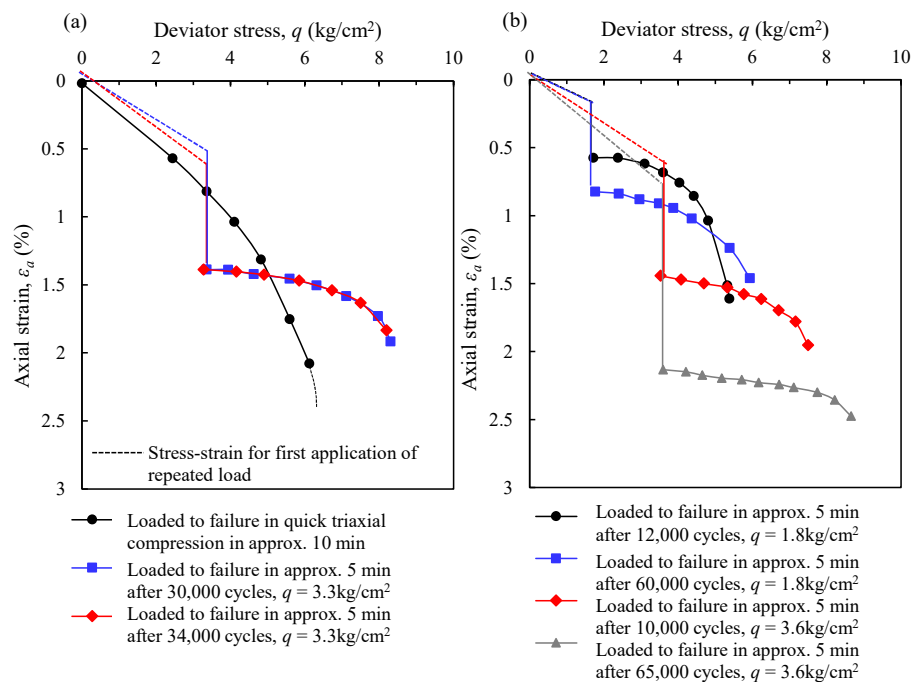 (a)
Deviator stress, q (kg/cm²)
0 2 4 6 8 10
0
0.5
1
1.5
2
2.5
3
Axial strain, εa (%)
Stress-strain for first application of
repeated load
Loaded to failure in quick triaxial
compression in approx. 10 min
Loaded to failure in approx. 5 min
after 30,000 cycles, q = 3.3kg/cm²
Loaded to failure in approx. 5 min
after 34,000 cycles, q = 3.3kg/cm²
(b)
Deviator stress, q (kg/cm²)
0 2 4 6 8 10
0
0.5
1
1.5
2
2.5
3
Axial strain, εa (%)
Loaded to failure in approx. 5 min
after 12,000 cycles, q = 1.8kg/cm²
Loaded to failure in approx. 5 min
after 60,000 cycles, q = 1.8kg/cm²
Loaded to failure in approx. 5 min
after 10,000 cycles, q = 3.6kg/cm²
Loaded to failure in approx. 5 min
after 65,000 cycles, q = 3.6kg/cm²